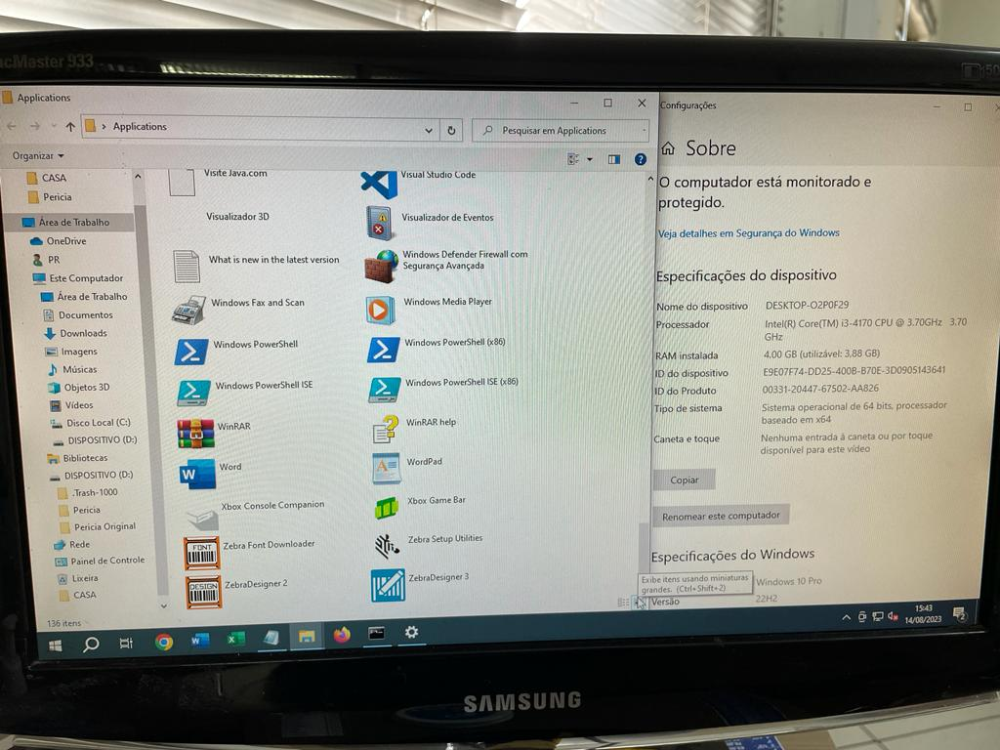 cMaster 933
Applications
Applications
Pesquisar em Applications
Organizar
CASA
Pericia
Área de Trabalho
OneDrive
PR
Este Computador
Área de Trabalho
Documentos
Downloads
Imagens
Músicas
Objetos 3D
Vídeos
Disco Local (C:)
DISPOSITIVO (D:)
Bibliotecas
DISPOSITIVO (D:)
.Trash-1000
Pericia
Pericia Original
Rede
Painel de Controle
Lixeira
CASA
136 itens
Visite Java.com
Visual Studio Code
Visualizador 3D
Visualizador de Eventos
What is new in the latest version
Windows Defender Firewall com
Segurança Avançada
Windows Fax and Scan
Windows Media Player
Windows PowerShell
Windows PowerShell (x86)
Windows PowerShell ISE
Windows PowerShell ISE (x86)
WinRAR
WinRAR help
Word
WordPad
Xbox Console Companion
Xbox Game Bar
FONT
Zebra Font Downloader
Zebra Setup Utilities
DESIGN
ZebraDesigner 2
ZebraDesigner 3
Configurações
Sobre
O computador está monitorado e
protegido.
Veja detalhes em Segurança do Windows
Especificações do dispositivo
Nome do dispositivo DESKTOP-O2P0F29
Processador Intel(R) Core(TM) i3-4170 CPU @ 3.70GHz 3.70
GHz
RAM instalada 4,00 GB (utilizável: 3,88 GB)
ID do dispositivo E9E07F74-DD25-400B-B70E-3D0905143641
ID do Produto 00331-20447-67502-AA826
Tipo de sistema Sistema operacional de 64 bits, processador
baseado em x64
Caneta e toque Nenhuma entrada à caneta ou por toque
disponível para este vídeo
Copiar
Renomear este computador
Especificações do Windows
Exibe itens usando miniaturas
grandes. (Ctrl+Shift+2)
Windows 10 Pro
Versão 22H2
15:43
14/08/2023
2
SAMSUNG